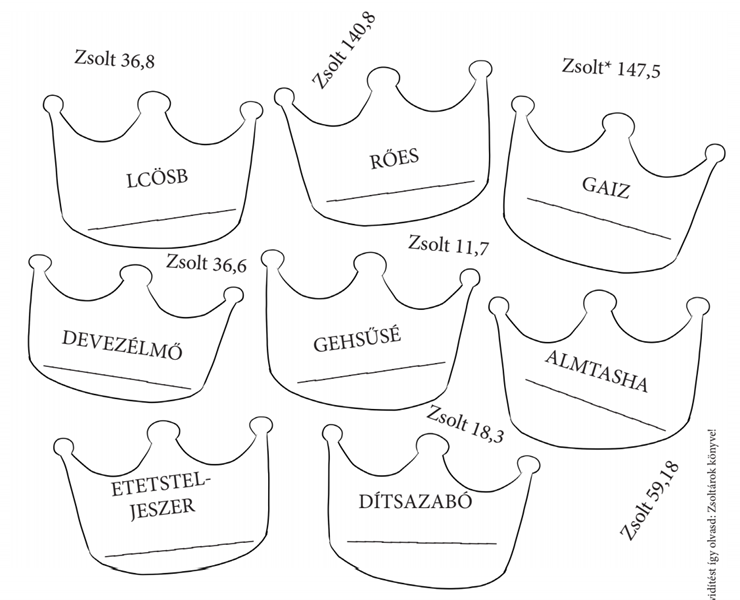 Zsolt 36,8
Zsolt 140,8
Zsolt* 147,5
LCÖSB
RŐES
GAIZ
Zsolt 36,6
Zsolt 11,7
DEVEZÉLMŐ
GEHSŰSÉ
ALMTASHA
Zsolt 18,3
ETETSTEL-
JESZER
DÍTSAZABÓ
Zsolt 59,18
így olvasd: Zsoltárok könyve!